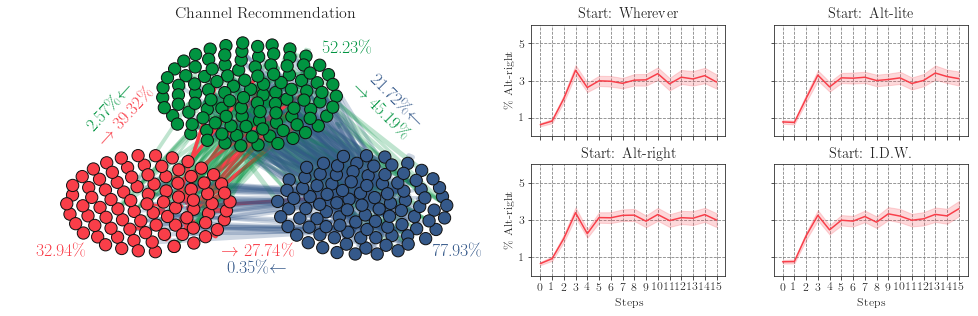 Channel Recommendation
52.23%
2.57%←
→ 39.32%
21.72%←
→ 45.19%
32.94%
→ 27.74%
0.35%←
77.93%
Start: Wherever
% Alt-right
5
3
1
Start: Alt-lite
Start: Alt-right
% Alt-right
5
3
1
0 1 2 3 4 5 6 7 8 9 10 11 12 13 14 15
Steps
Start: I.D.W.
0 1 2 3 4 5 6 7 8 9 10 11 12 13 14 15
Steps